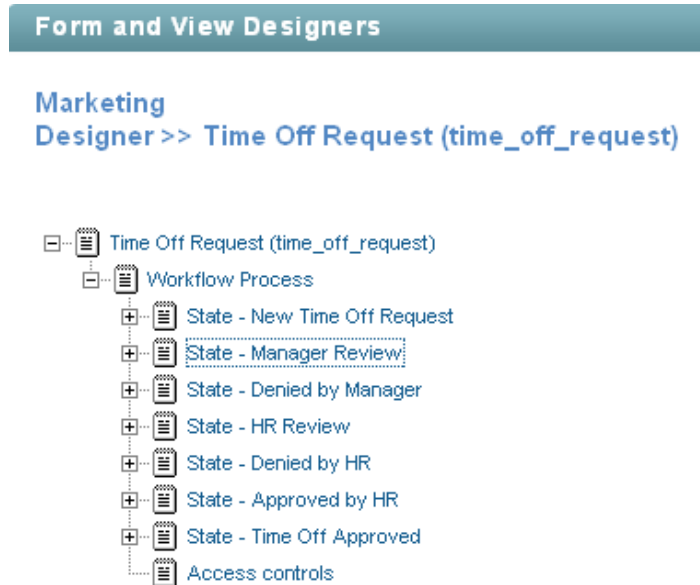 Form and View Designers
Marketing
Designer >> Time Off Request (time_off_request)
Time Off Request (time_off_request)
Workflow Process
State - New Time Off Request
State - Manager Review
State - Denied by Manager
State - HR Review
State - Denied by HR
State - Approved by HR
State - Time Off Approved
Access controls